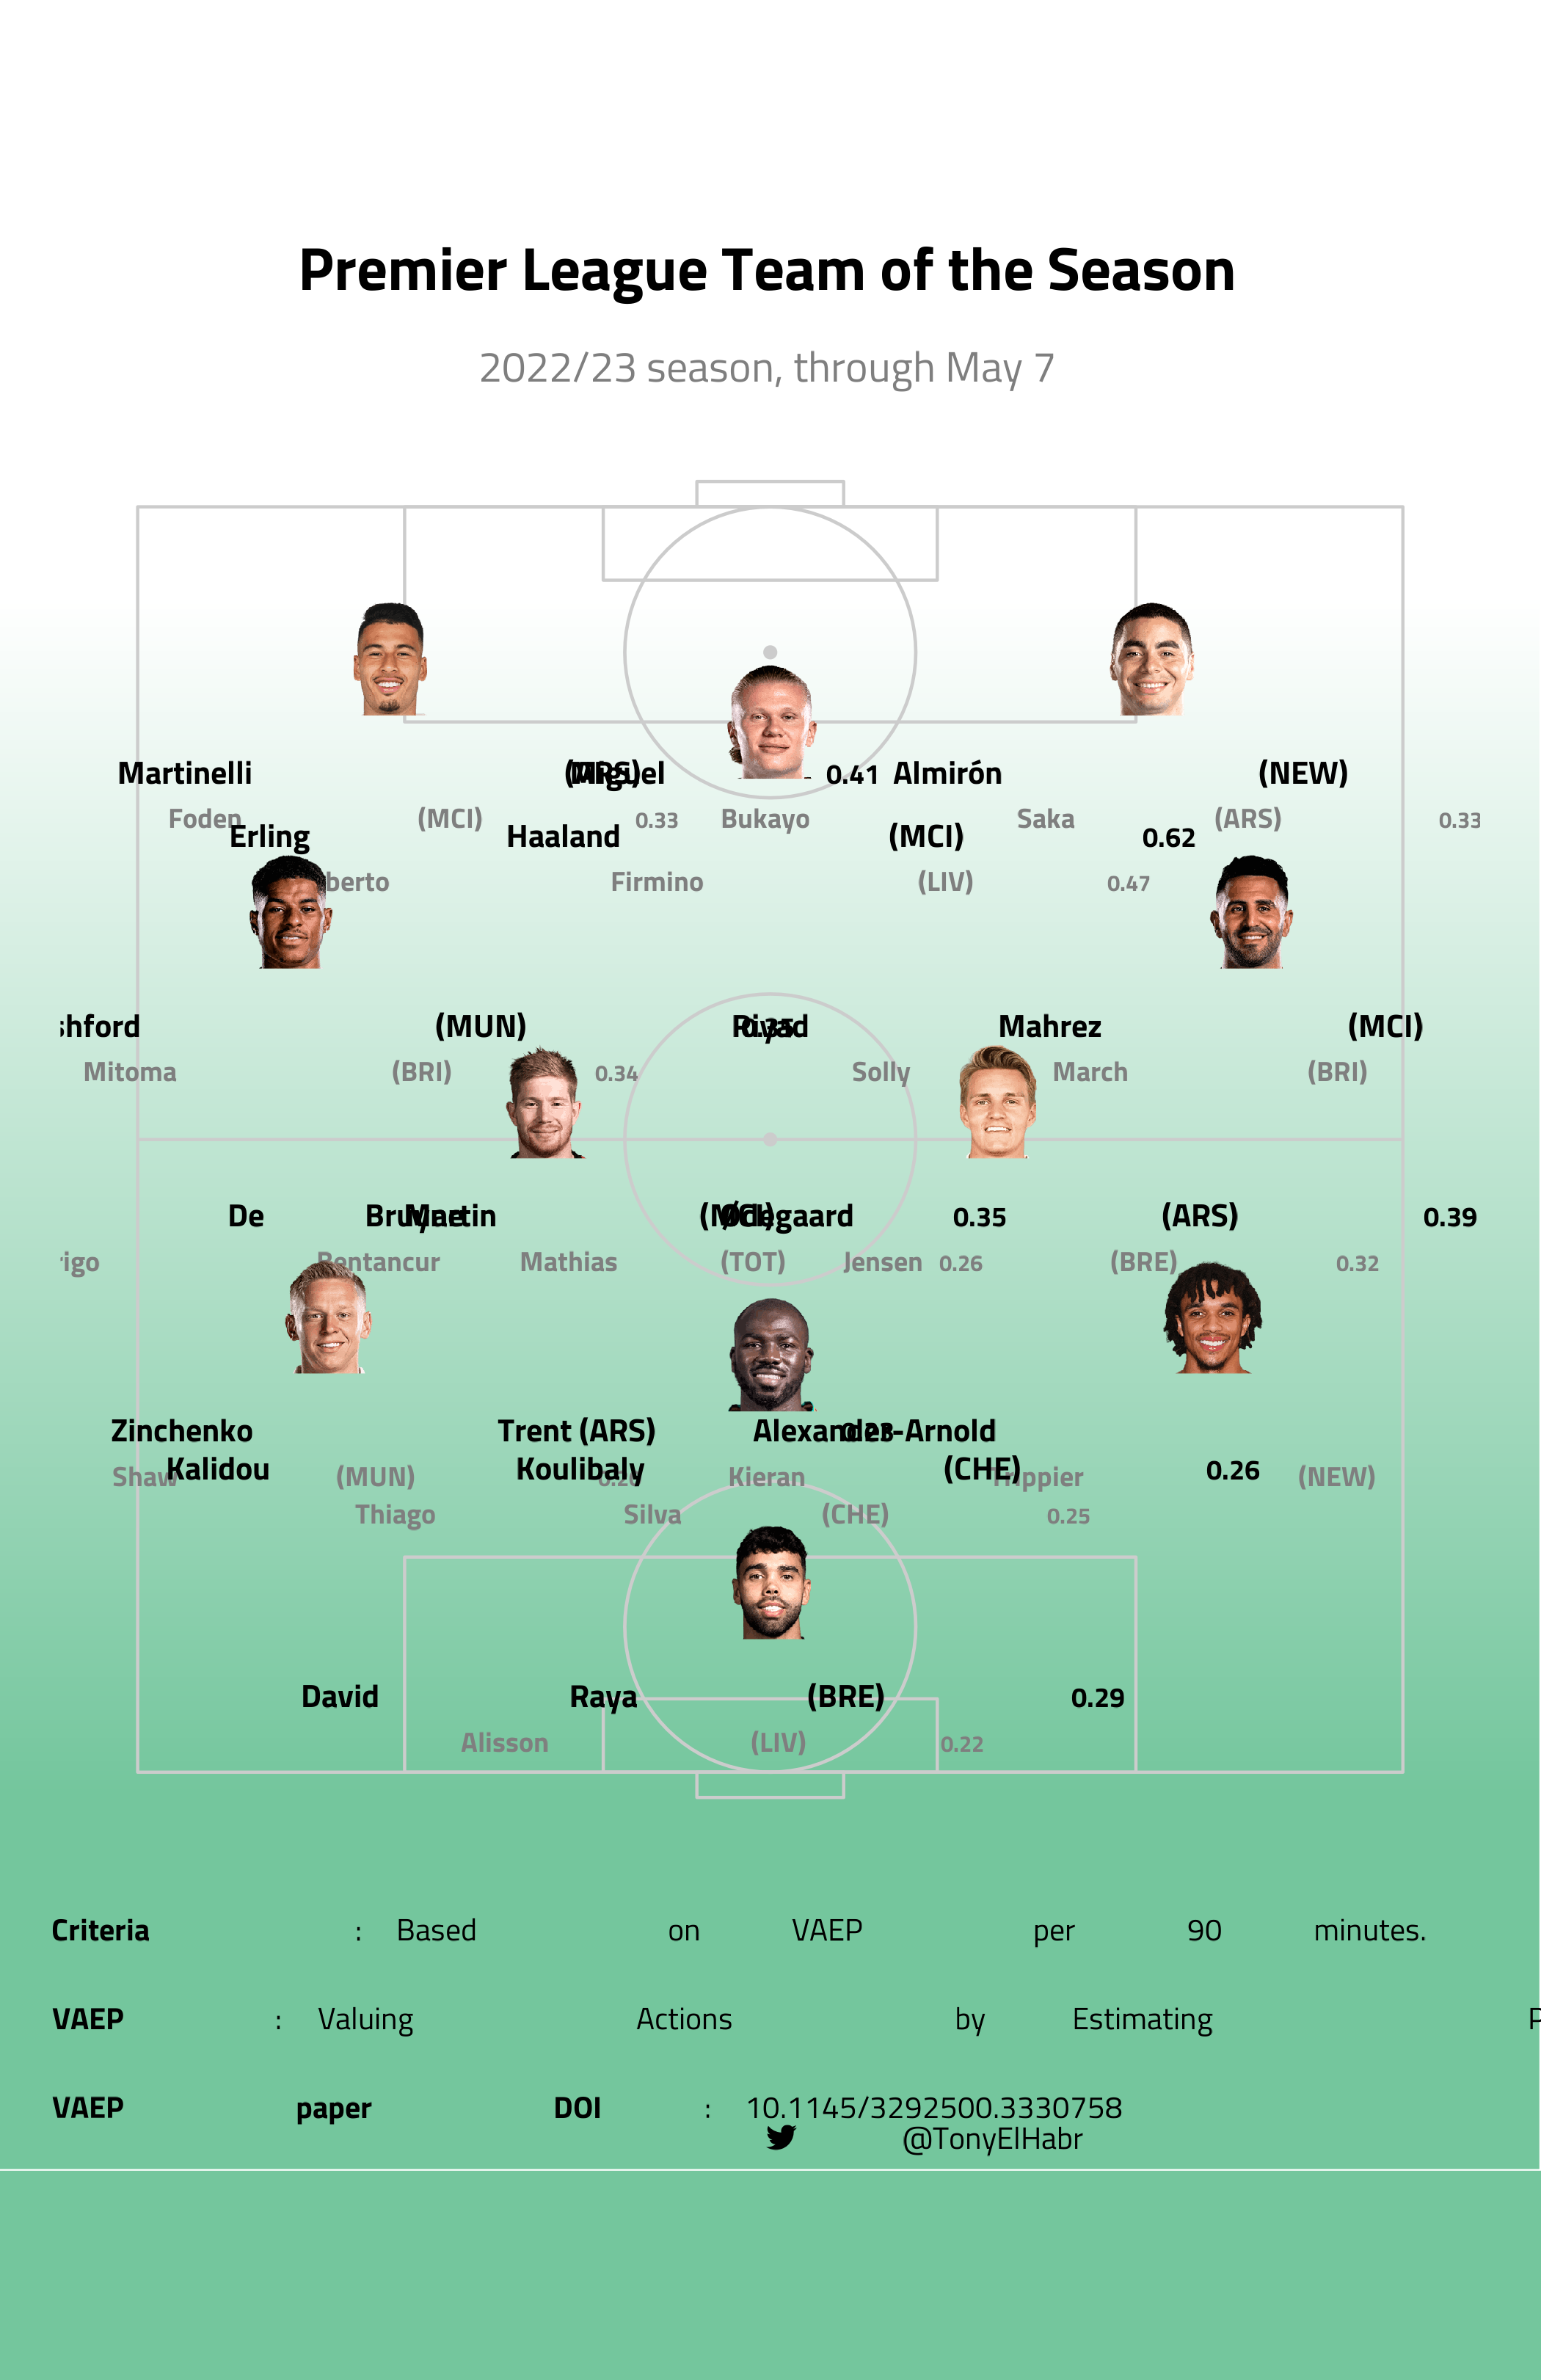 Premier League Team of the Season
2022/23 season, through May 7
Martinelli (ARS) Miguel 0.41 Almirón (NEW)
Foden (MCI) 0.33 Bukayo Saka (ARS) 0.33
Erling Haaland (MCI) 0.62
berto Firmino (LIV) 0.47
shford (MUN) 0.35 Riyad Mahrez (MCI)
Mitoma (BRI) 0.34 Solly March (BRI)
De Bruyne Martin (MCI) Ødegaard 0.35 (ARS) 0.39
rigo Bentancur Mathias (TOT) Jensen 0.26 (BRE) 0.32
Zinchenko Trent (ARS) Alexander-Arnold 0.23
Kalidou Koulibaly (CHE) 0.26
Shaw (MUN) Kieran Trippier (NEW)
Thiago Silva (CHE) 0.25
David Raya (BRE) 0.29
Alisson (LIV) 0.22
Criteria : Based on VAEP per 90 minutes.
VAEP : Valuing Actions by Estimating P
VAEP paper DOI : 10.1145/3292500.3330758
@TonyElHabr